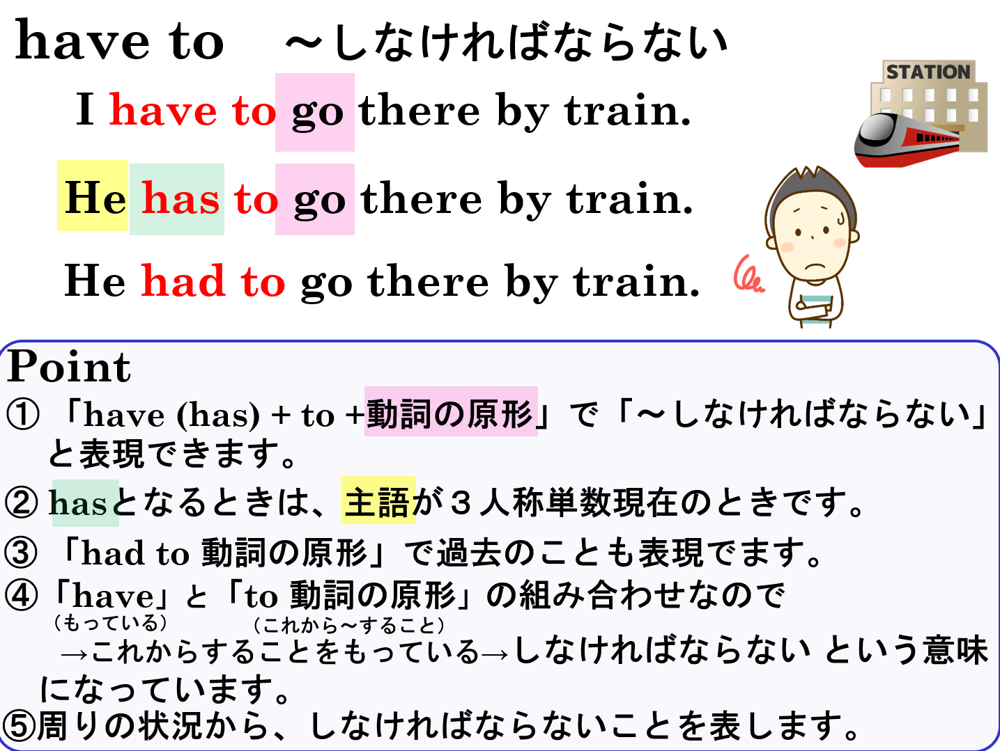 have to　～しなければならない
STATION
I have to go there by train.
He has to go there by train.
He had to go there by train.
Point
①「have (has) + to +動詞の原形」で「～しなければならない」
と表現できます。
② hasとなるときは、主語が３人称単数現在のときです。
③「had to 動詞の原形」で過去のことも表現でます。
④「have」と「to 動詞の原形」の組み合わせなので
（もっている）　（これから～すること）
→これからすることをもっている→しなければならない という意味
になっています。
⑤周りの状況から、しなければならないことを表します。